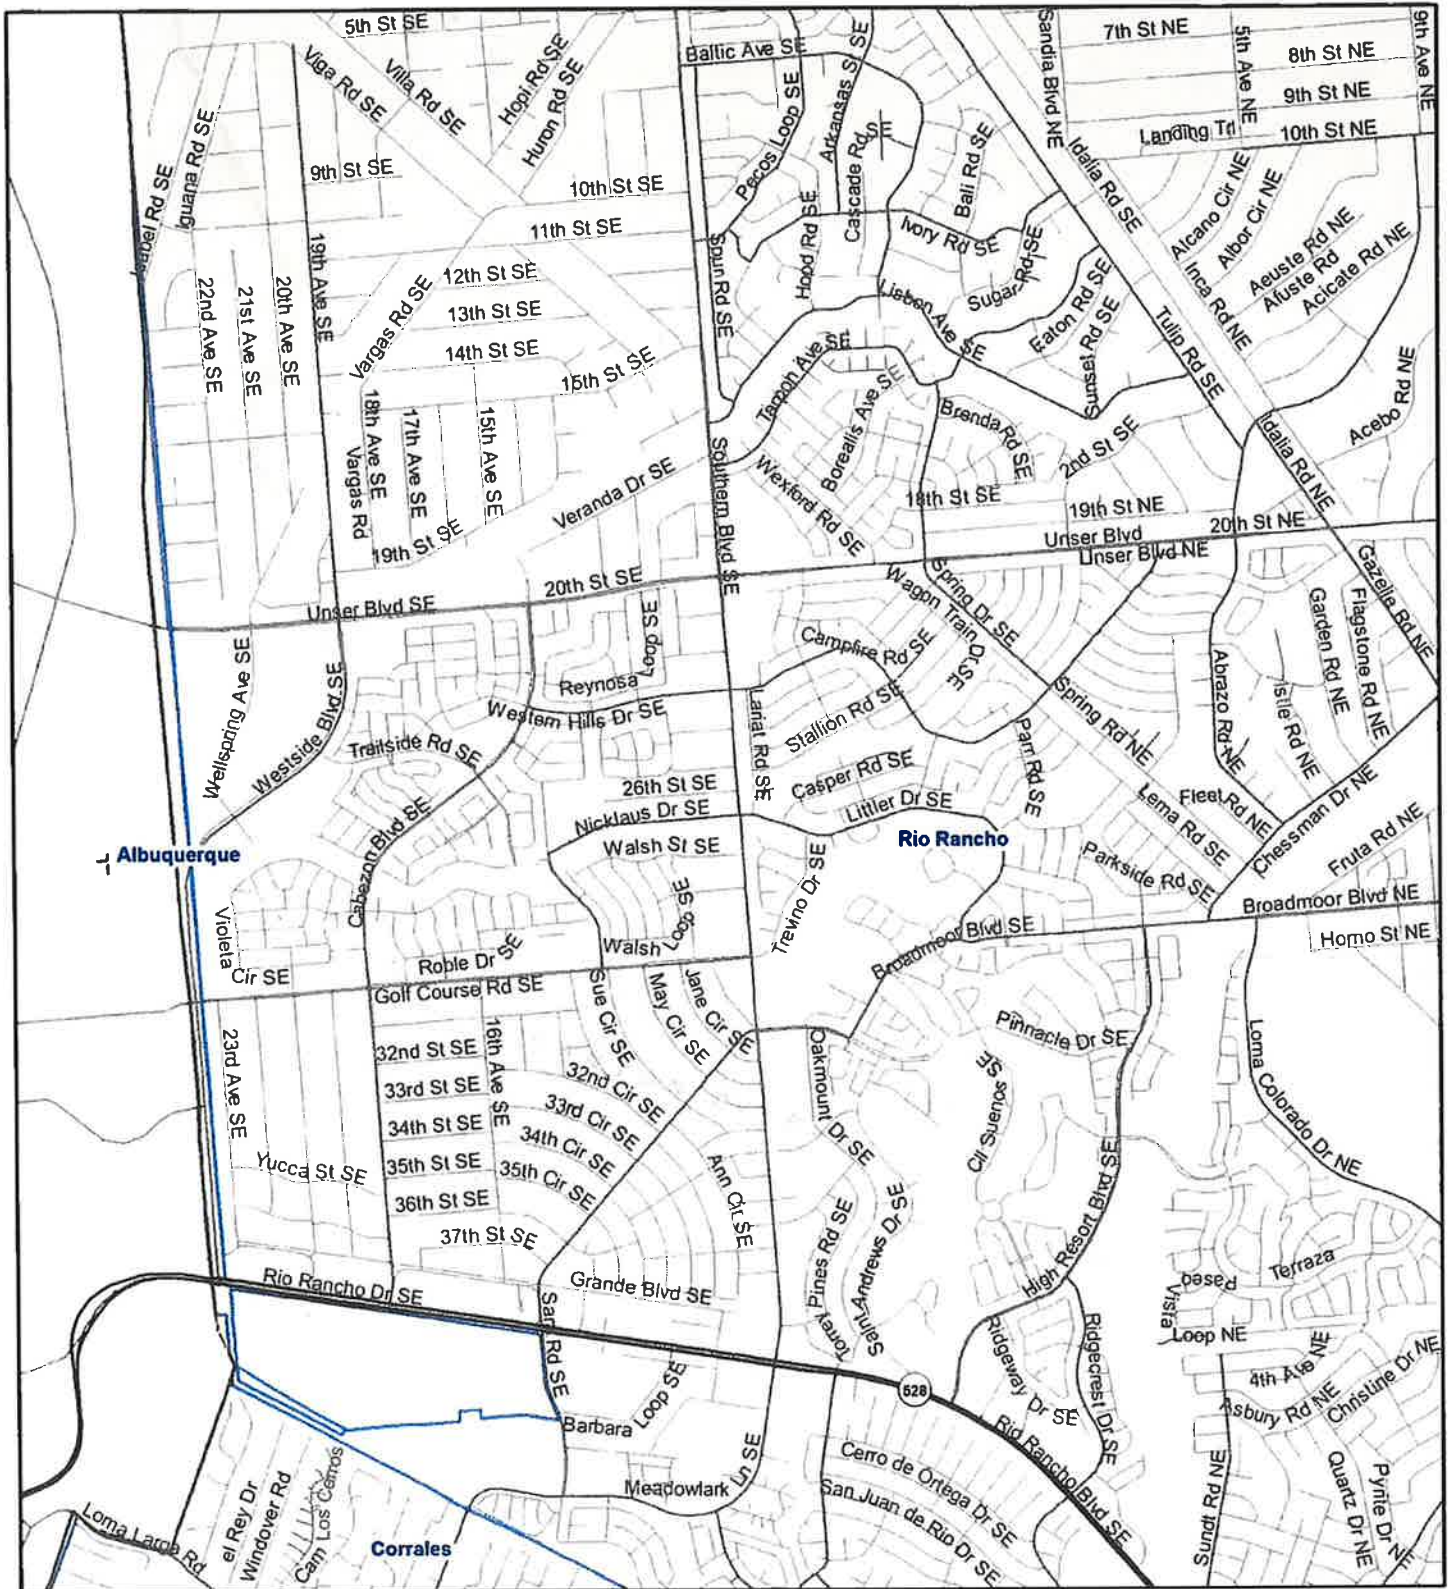 5th St SE
Viga Rd SE
Villa Rd SE
Hopi Rd SE
Huron Rd SE
Baltic Ave SE
Pecos Loop SE
Arkansas St SE
Cascade Rd SE
Bali Rd SE
Sandia Blvd NE
7th St NE
5th Ave NE
8th St NE
9th Ave NE
9th St NE
Landing Trl
10th St NE
Iguana Rd SE
9th St SE
10th St SE
11th St SE
12th St SE
13th St SE
14th St SE
15th St SE
19th Ave SE
20th Ave SE
21st Ave SE
22nd Ave SE
Vargas Rd SE
18th Ave SE
17th Ave SE
15th Ave SE
Vargas Rd
19th St SE
Veranda Dr SE
Spun Rd SE
Hood Rd SE
Ivory Rd SE
Sugar Rd SE
Lisbon Ave SE
Eaton Rd SE
Sunset Rd SE
Idalia Rd SE
Tulip Rd SE
Inca Rd NE
Alcano Cir NE
Albor Cir NE
Aeuste Rd NE
Afuste Rd
Acicate Rd NE
Acebo Rd NE
Idalia Rd NE
Tarpon Ave SE
Borealis Ave SE
Brenda Rd SE
2nd St SE
Wexford Rd SE
18th St SE
19th St NE
20th St NE
Unser Blvd
Unser Blvd NE
Southern Blvd SE
20th St SE
Unser Blvd SE
Wellspring Ave SE
Westside Blvd SE
Reynosa
Loop SE
Western Hills Dr SE
Trailside Rd SE
Cabezon Blvd SE
26th St SE
Nicklaus Dr SE
Walsh St SE
Walsh
Loop SE
Lariat Rd SE
Campfire Rd SE
Wagon Train Dr SE
SE
Spring Dr SE
Stallion Rd SE
Casper Rd SE
Littler Dr SE
Trevino Dr SE
Parr Rd SE
Spring Rd NE
Lema Rd SE
Fleet Rd NE
Abrazo Rd NE
Istle Rd NE
Garden Rd NE
Flagstone Rd NE
Gazelle Rd NE
Chessman Dr NE
Fruta Rd NE
Parkside Rd SE
Broadmoor Blvd NE
Homo St NE
Albuquerque
Rio Rancho
Violeta
Cir SE
Roble Dr SE
Golf Course Rd SE
Broadmoor Blvd SE
Sue Cir SE
May Cir SE
Jane Cir SE
23rd Ave SE
16th Ave SE
32nd St SE
33rd St SE
34th St SE
35th St SE
36th St SE
37th St SE
32nd Cir SE
33rd Cir SE
34th Cir SE
35th Cir SE
Yucca St SE
Ann Cir SE
Oakmount Dr SE
Pinnacle Dr SE
Cll Suenos
SE
Loma Colorado Dr NE
High Resort Blvd SE
Torrey Pines Rd SE
Saint Andrews Dr SE
Rio Rancho Dr SE
Grande Blvd SE
Sara Rd SE
Barbara
Loop SE
Meadowlark
Ln SE
528
Ridgeway
Dr SE
Ridgecrest Dr SE
Rio Rancho Blvd SE
Cerro de Ortega Dr SE
San Juan de Rio Dr SE
Paseo
Vista
Terraza
Loop NE
4th Ave NE
Asbury Rd NE
Christine Dr NE
Sundt Rd NE
Quartz Dr NE
Pyrite Dr NE
Loma Larga Rd
el Rey Dr
Windover Rd
Cam Los Cerros
Corrales